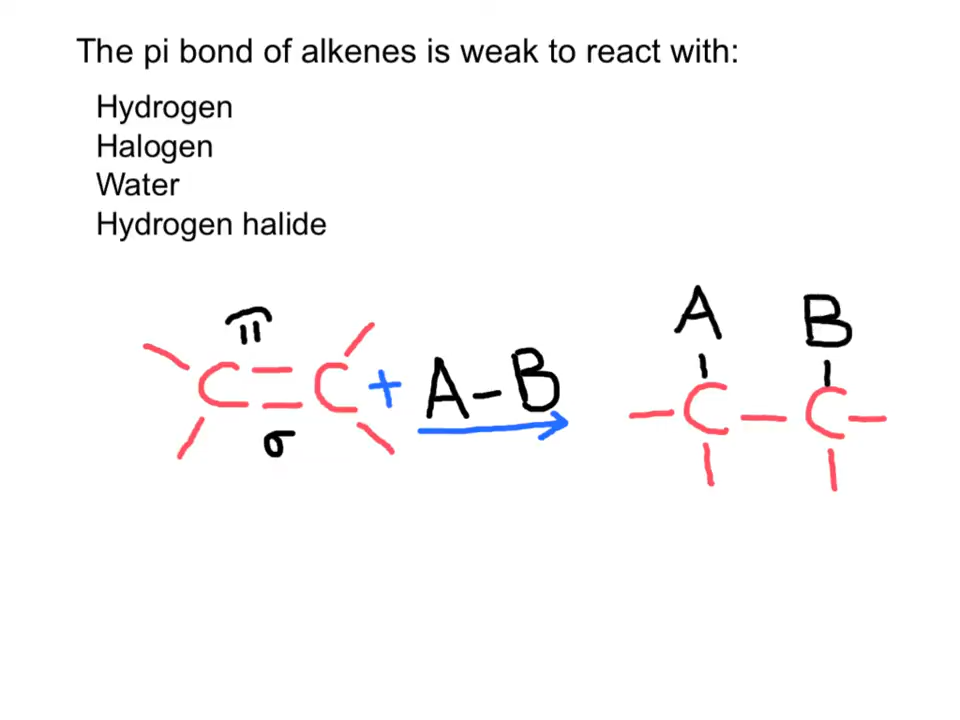 The pi bond of alkenes is weak to react with:
Hydrogen
Halogen
Water
Hydrogen halide
π A B
C = C + A - B C - C
σ